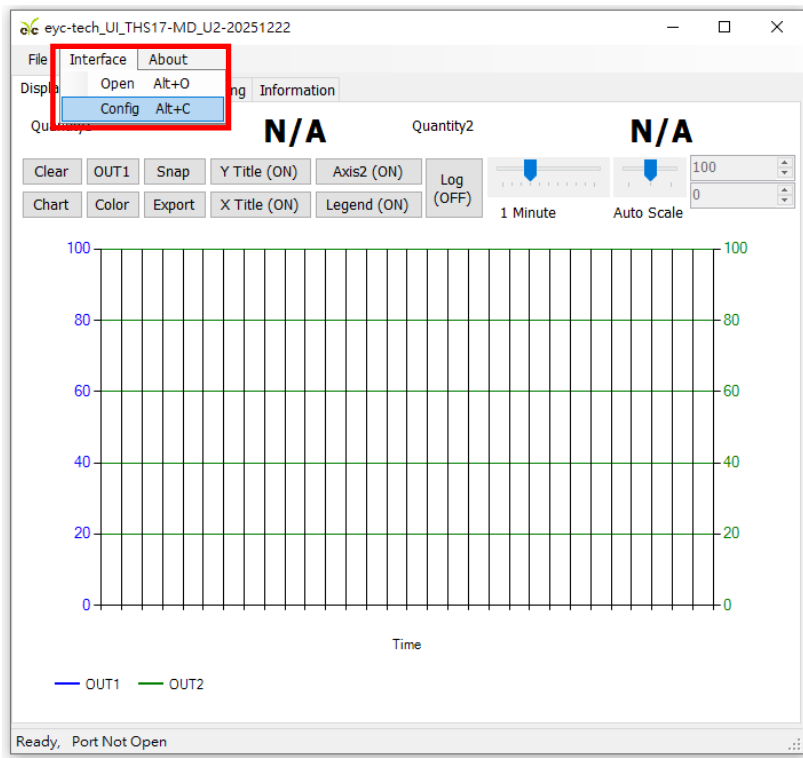 eyc-tech_UI_THS17-MD_U2-20251222
File Interface About
Open Alt+O
Config Alt+C
Information
Quantity2
N/A
N/A
Clear OUT1 Snap Y Title (ON) Axis2 (ON) Log (OFF)
Chart Color Export X Title (ON) Legend (ON)
1 Minute Auto Scale
100
0
100 100
80 80
60 60
40 40
20 20
0 0
Time
OUT1 OUT2
Ready, Port Not Open